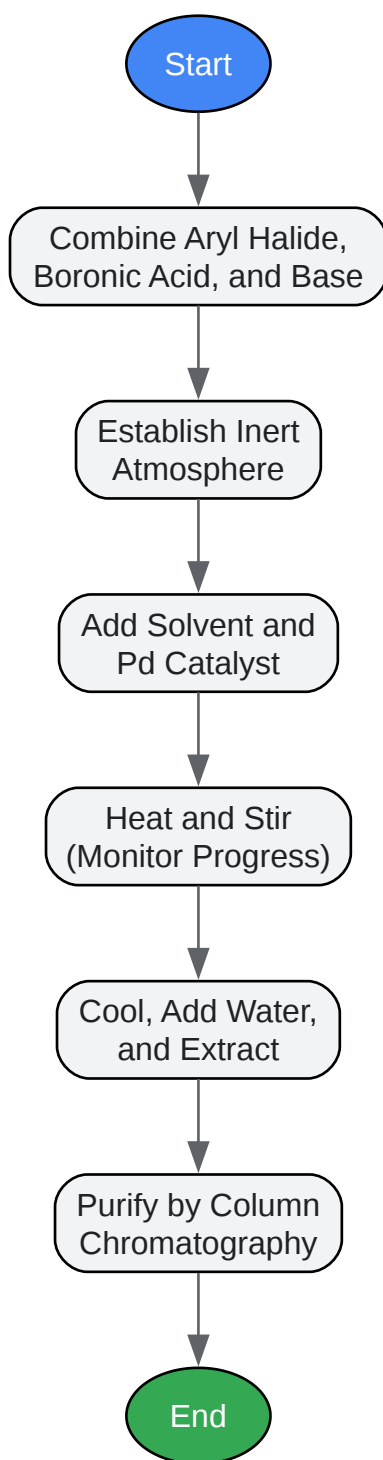 Start
Combine Aryl Halide,
Boronic Acid, and Base
Establish Inert
Atmosphere
Add Solvent and
Pd Catalyst
Heat and Stir
(Monitor Progress)
Cool, Add Water,
and Extract
Purify by Column
Chromatography
End